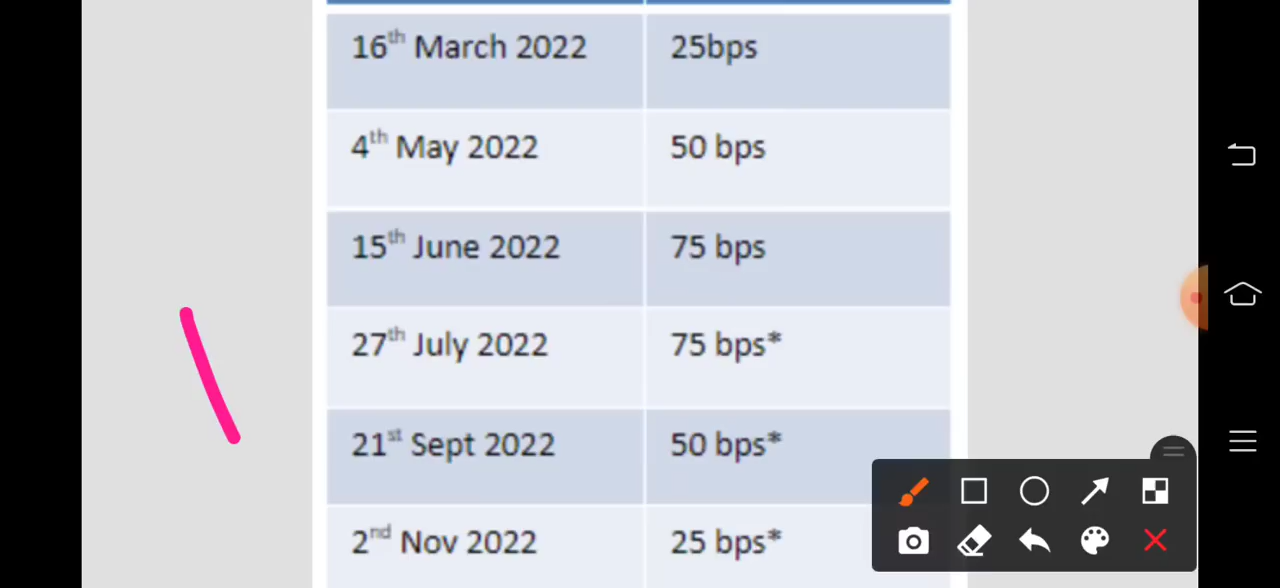 16th March 2022 25bps
4th May 2022 50 bps
15th June 2022 75 bps
27th July 2022 75 bps*
21st Sept 2022 50 bps*
2nd Nov 2022 25 bps*